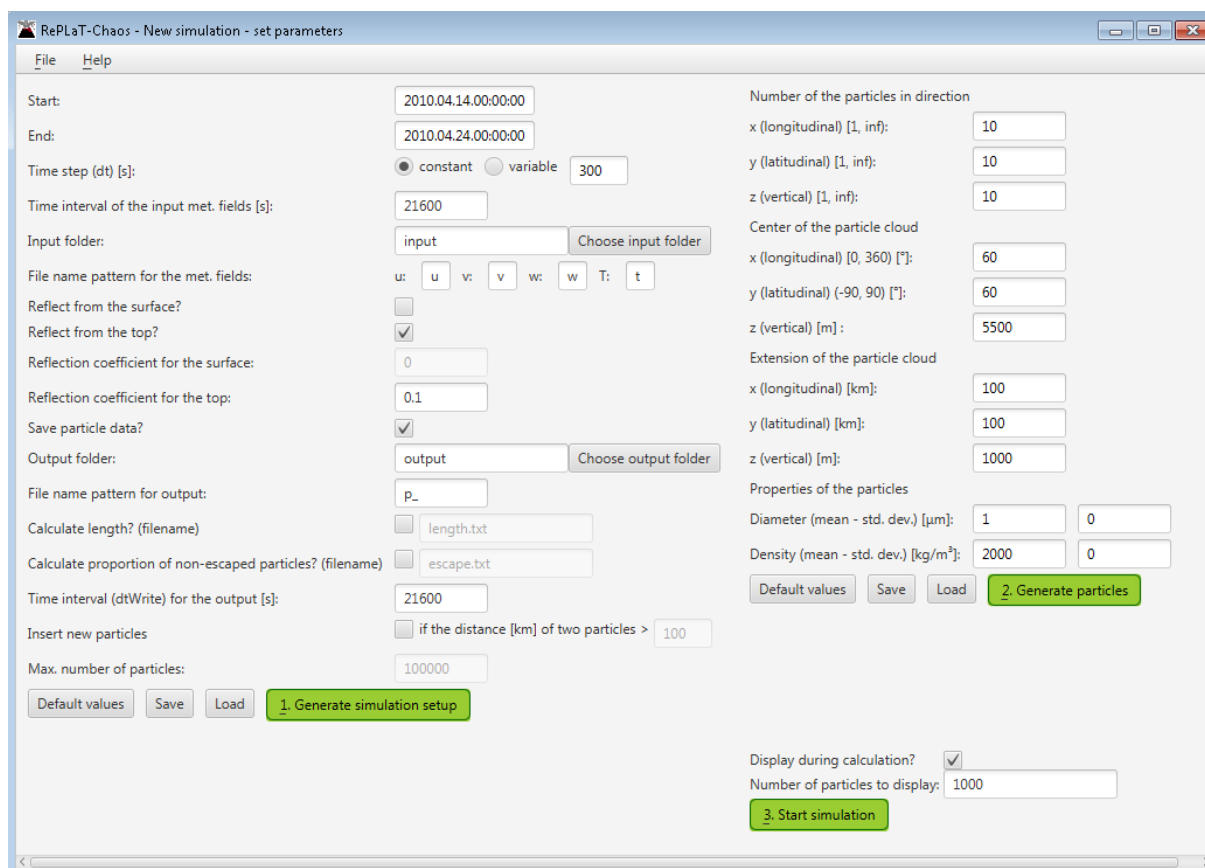 RePLaT-Chaos - New simulation - set parameters
File Help
Start: 2010.04.14.00:00:00
End: 2010.04.24.00:00:00
Time step (dt) [s]: constant variable 300
Time interval of the input met. fields [s]: 21600
Input folder: input Choose input folder
File name pattern for the met. fields: u: u v: v w: w T: t
Reflect from the surface?
Reflect from the top?
Reflection coefficient for the surface: 0
Reflection coefficient for the top: 0.1
Save particle data?
Output folder: output Choose output folder
File name pattern for output: p_
Calculate length? (filename) length.txt
Calculate proportion of non-escaped particles? (filename) escape.txt
Time interval (dtWrite) for the output [s]: 21600
Insert new particles if the distance [km] of two particles > 100
Max. number of particles: 100000
Default values Save Load 1. Generate simulation setup
Number of the particles in direction
x (longitudinal) [1, inf): 10
y (latitudinal) [1, inf): 10
z (vertical) [1, inf): 10
Center of the particle cloud
x (longitudinal) [0, 360) [°]: 60
y (latitudinal) (-90, 90) [°]: 60
z (vertical) [m] : 5500
Extension of the particle cloud
x (longitudinal) [km]: 100
y (latitudinal) [km]: 100
z (vertical) [m]: 1000
Properties of the particles
Diameter (mean - std. dev.) [µm]: 1 0
Density (mean - std. dev.) [kg/m³]: 2000 0
Default values Save Load 2. Generate particles
Display during calculation?
Number of particles to display: 1000
3. Start simulation